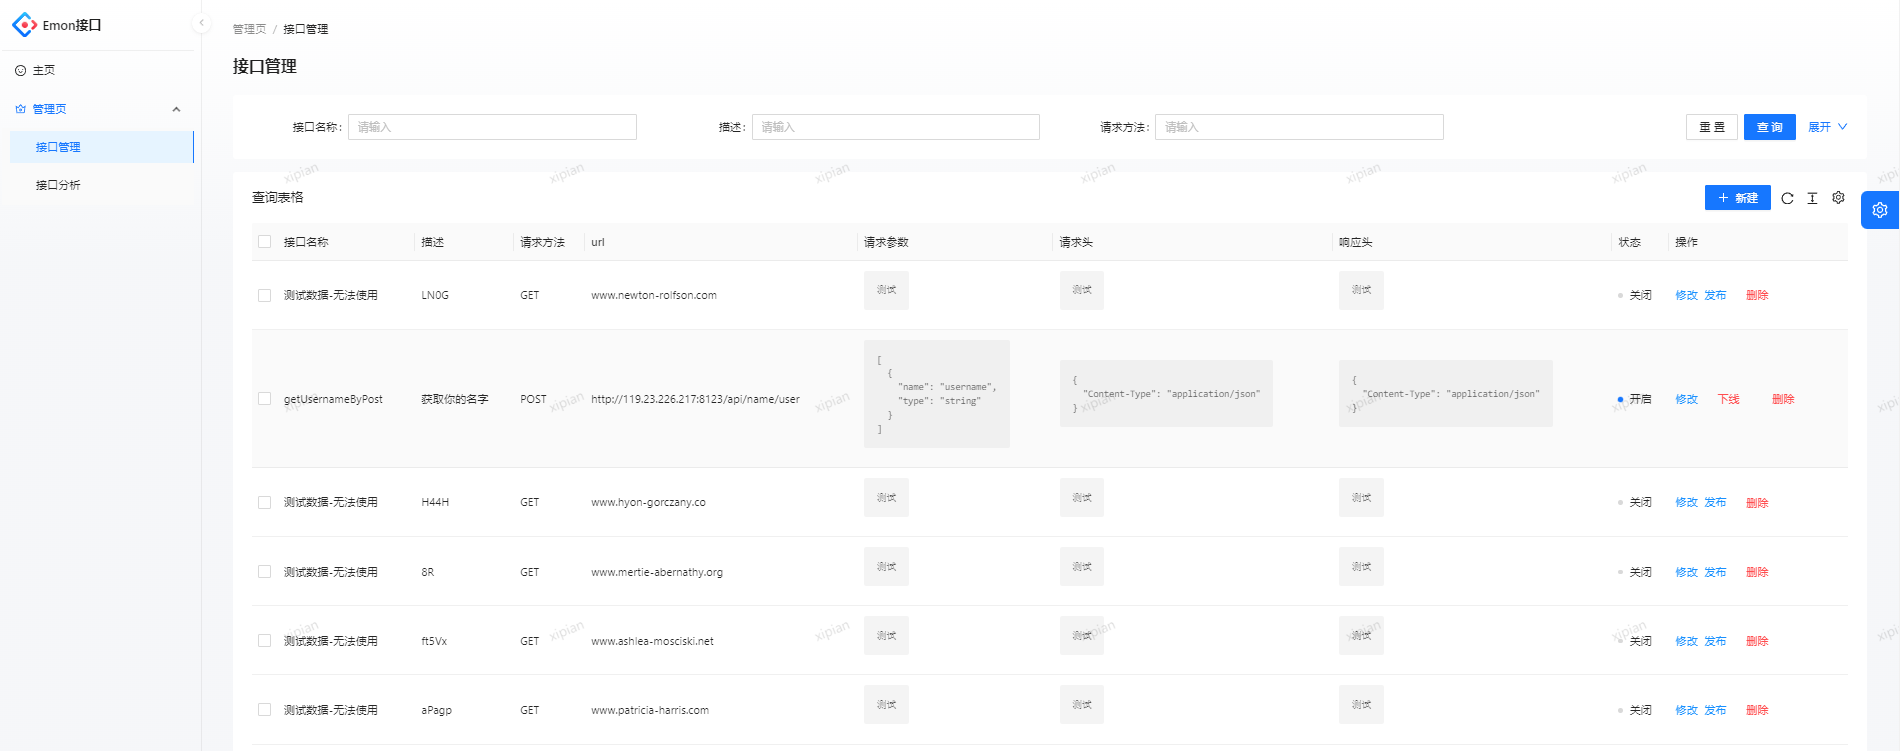 Emon接口
主页
管理页
接口管理
接口分析
管理页 / 接口管理
接口管理
接口名称: 请输入 描述: 请输入 请求方法: 请输入 重 置 查 询 展开
查询表格 新建
接口名称 描述 请求方法 url 请求参数 请求头 响应头 状态 操作
测试数据-无法使用 LN0G GET www.newton-rolfson.com 测试 测试 测试 关闭 修改 发布 删除
getUsernameByPost 获取你的名字 POST http://119.23.226.217:8123/api/name/user
[
{
"name": "username",
"type": "string"
}
]
{
"Content-Type": "application/json"
}
{
"Content-Type": "application/json"
}
开启 修改 下线 删除
测试数据-无法使用 H44H GET www.hyon-gorczany.co 测试 测试 测试 关闭 修改 发布 删除
测试数据-无法使用 8R GET www.mertie-abernathy.org 测试 测试 测试 关闭 修改 发布 删除
测试数据-无法使用 ft5Vx GET www.ashlea-mosciski.net 测试 测试 测试 关闭 修改 发布 删除
测试数据-无法使用 aPagp GET www.patricia-harris.com 测试 测试 测试 关闭 修改 发布 删除
xipian xipian xipian xipian xipian xipian